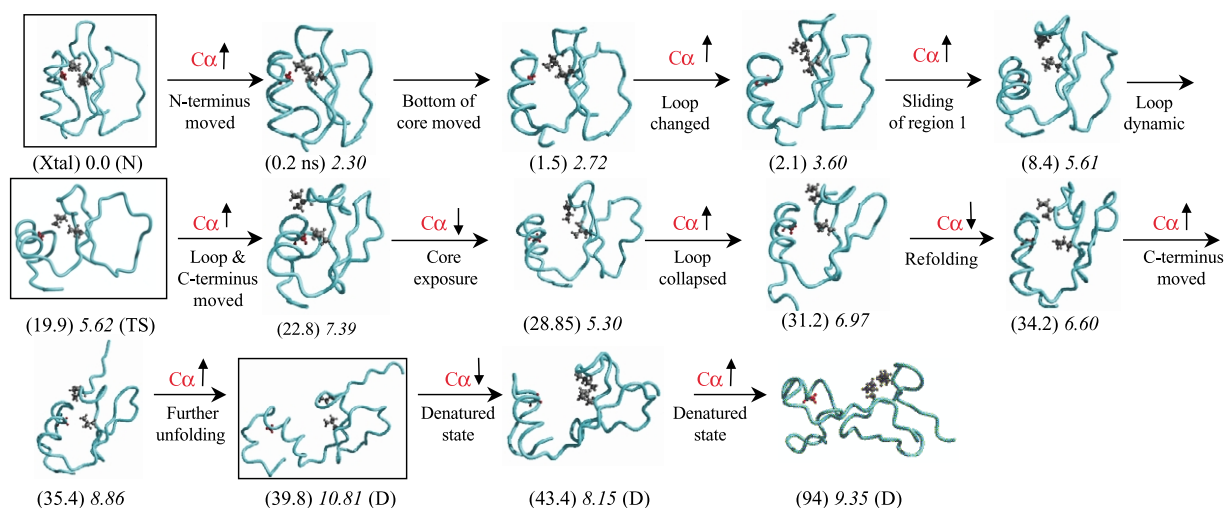 Cα↑
N-terminus
moved
Bottom of
core moved
Cα↑
Loop
changed
Cα↑
Sliding
of region 1
Loop
dynamic
(Xtal) 0.0 (N)
(0.2 ns) 2.30
(1.5) 2.72
(2.1) 3.60
(8.4) 5.61
Cα↑
Loop &
C-terminus
moved
Cα↓
Core
exposure
Cα↑
Loop
collapsed
Cα↓
Refolding
Cα↑
C-terminus
moved
(19.9) 5.62 (TS)
(22.8) 7.39
(28.85) 5.30
(31.2) 6.97
(34.2) 6.60
Cα↑
Further
unfolding
Cα↓
Denatured
state
Cα↑
Denatured
state
(35.4) 8.86
(39.8) 10.81 (D)
(43.4) 8.15 (D)
(94) 9.35 (D)